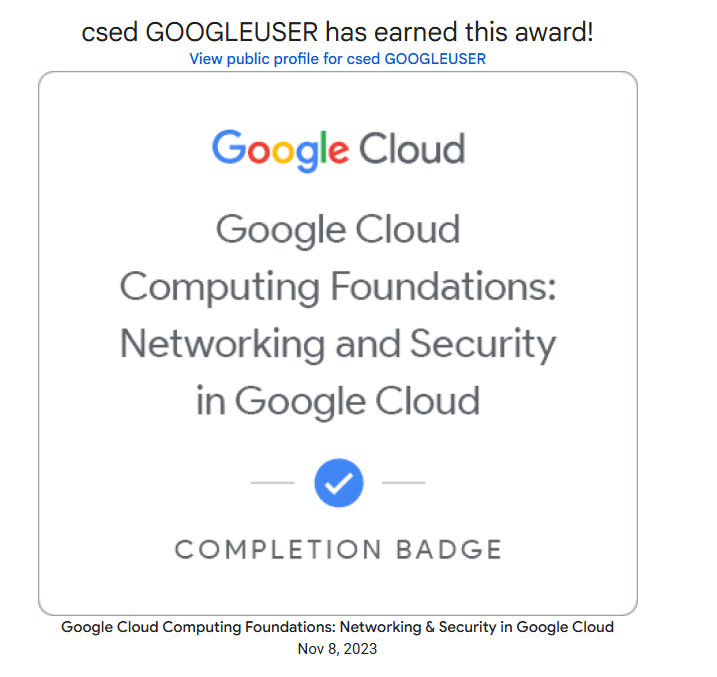 csed GOOGLEUSER has earned this award!
View public profile for csed GOOGLEUSER
Google Cloud
Google Cloud
Computing Foundations:
Networking and Security
in Google Cloud
COMPLETION BADGE
Google Cloud Computing Foundations: Networking & Security in Google Cloud
Nov 8, 2023